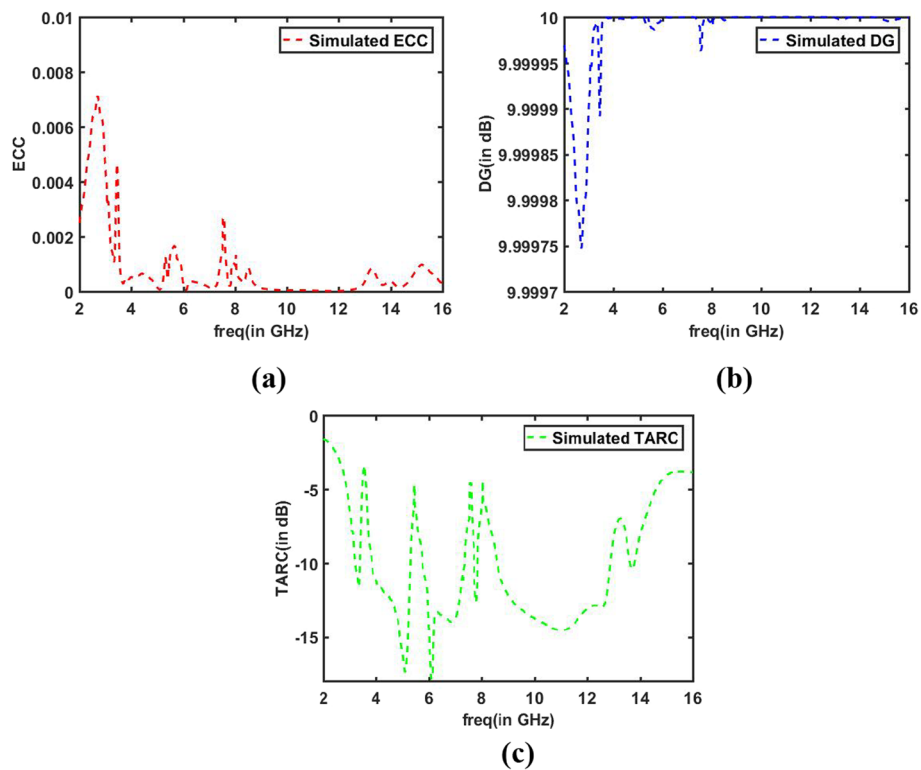 0.01
0.008
0.006
0.004
0.002
0
ECC
Simulated ECC
2 4 6 8 10 12 14 16
freq(in GHz)
(a)
10
9.99995
9.9999
9.99985
9.9998
9.99975
9.9997
DG(in dB)
Simulated DG
2 4 6 8 10 12 14 16
freq(in GHz)
(b)
0
-5
-10
-15
TARC(in dB)
Simulated TARC
2 4 6 8 10 12 14 16
freq(in GHz)
(c)